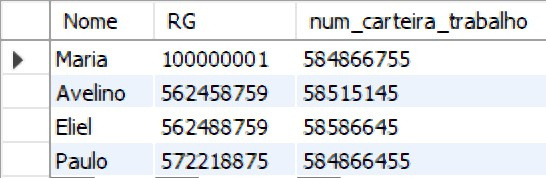 Nome RG num_carteira_trabalho
Maria 100000001 584866755
Avelino 562458759 58515145
Eliel 562488759 58586645
Paulo 572218875 584866455